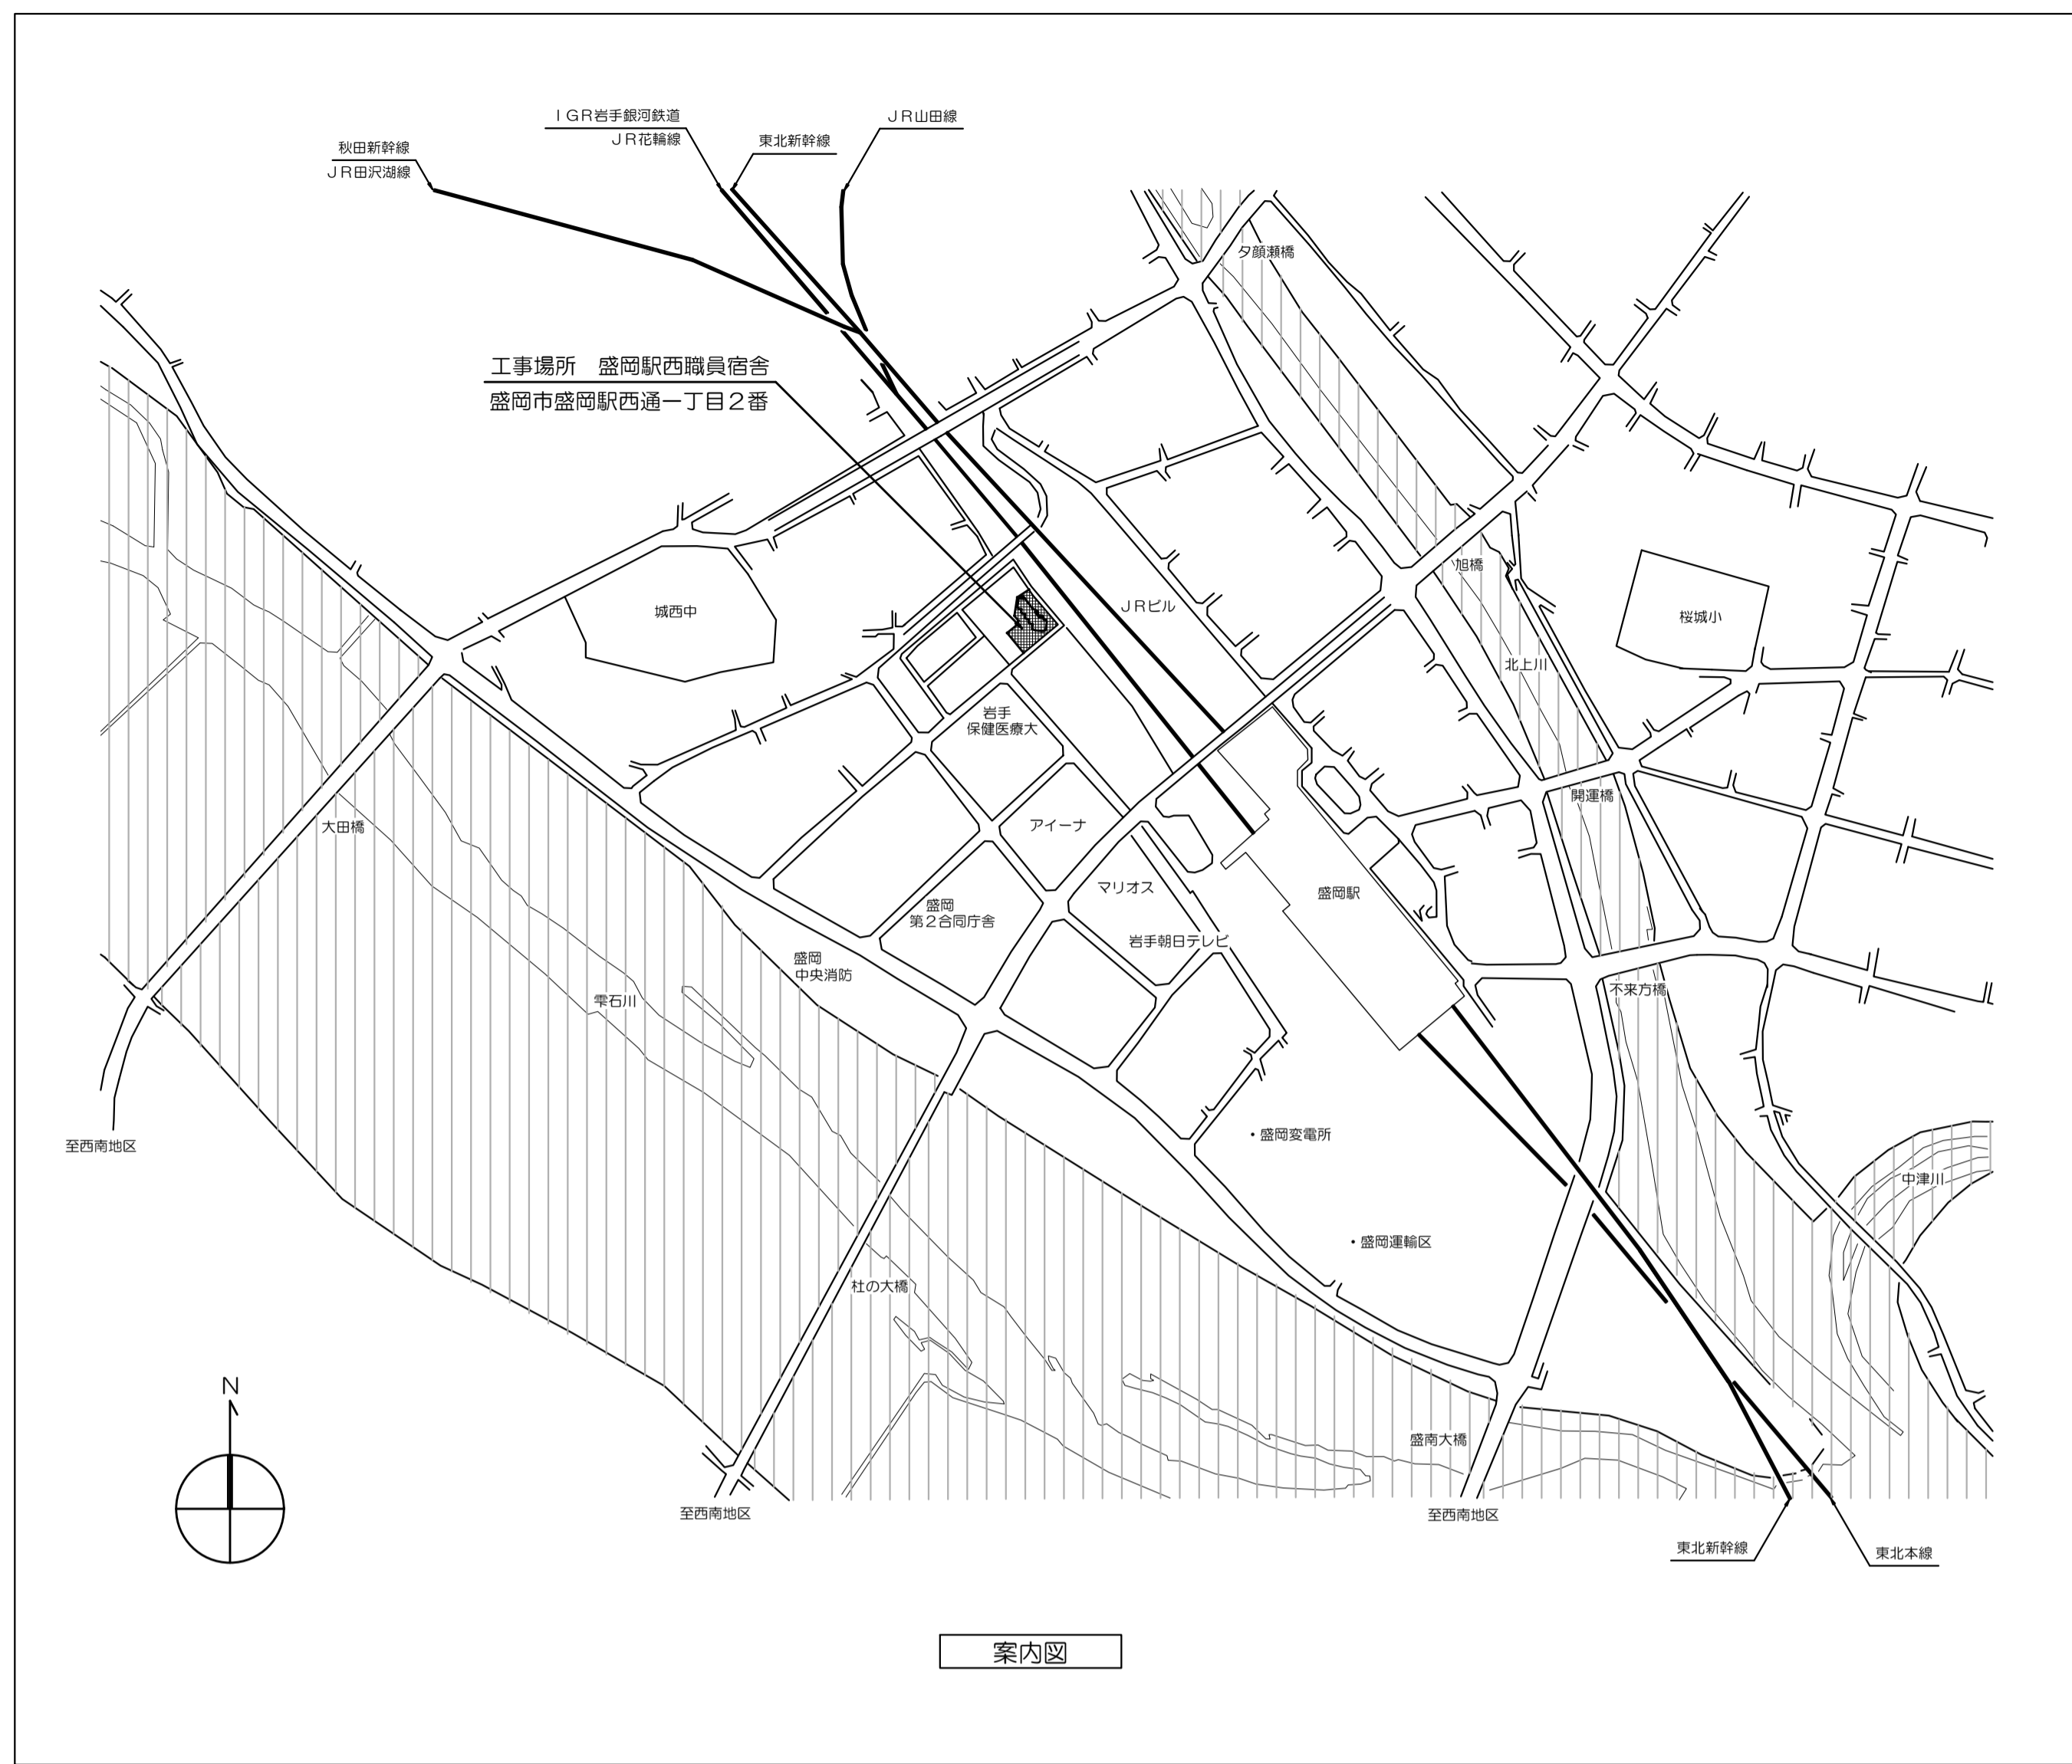 ＩＧＲ岩手銀河鉄道
ＪＲ花輪線
ＪＲ山田線
東北新幹線
秋田新幹線
ＪＲ田沢湖線
工事場所　盛岡駅西職員宿舎
盛岡市盛岡駅西通一丁目２番
夕顔瀬橋
旭橋
ＪＲビル
城西中
桜城小
北上川
岩手
保健医療大
開運橋
大田橋
アイーナ
マリオス
盛岡駅
盛岡
第２合同庁舎
岩手朝日テレビ
盛岡
中央消防
雫石川
不来方橋
・盛岡変電所
至西南地区
中津川
・盛岡運輸区
杜の大橋
N
盛南大橋
至西南地区
至西南地区
東北新幹線
東北本線
案内図